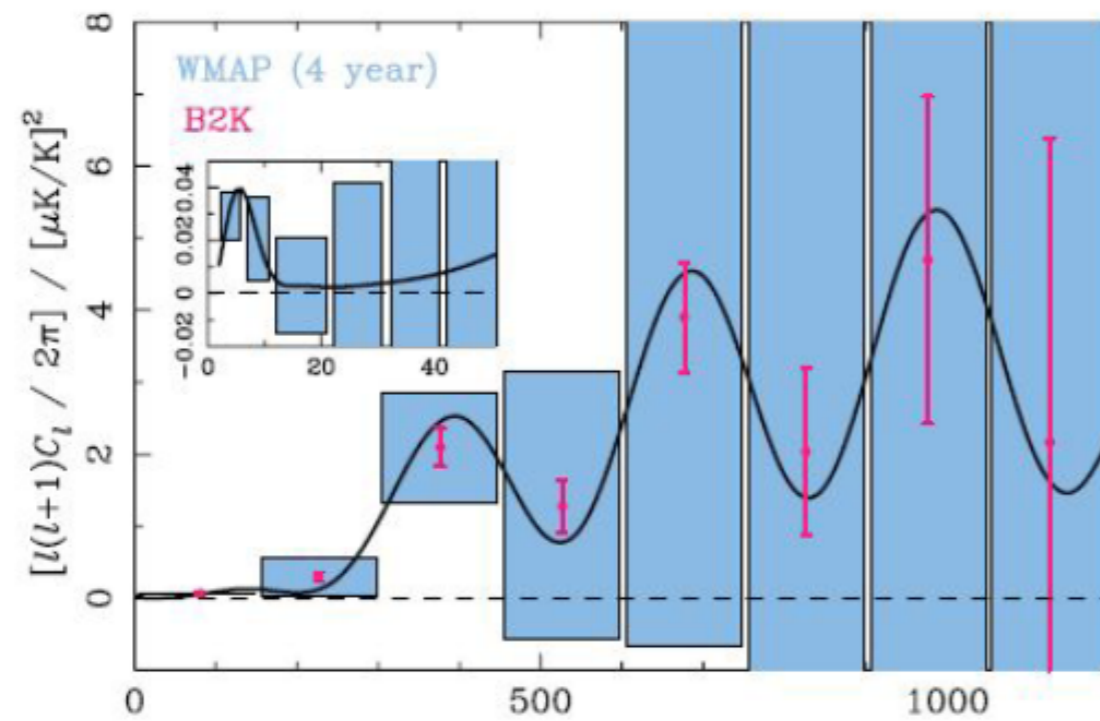 8
6
4
2
0
[l(l+1)C_l / 2π] / [μK/K]²
WMAP (4 year)
B2K
0.04
0.02
0
-0.02
0 20 40
0 500 1000